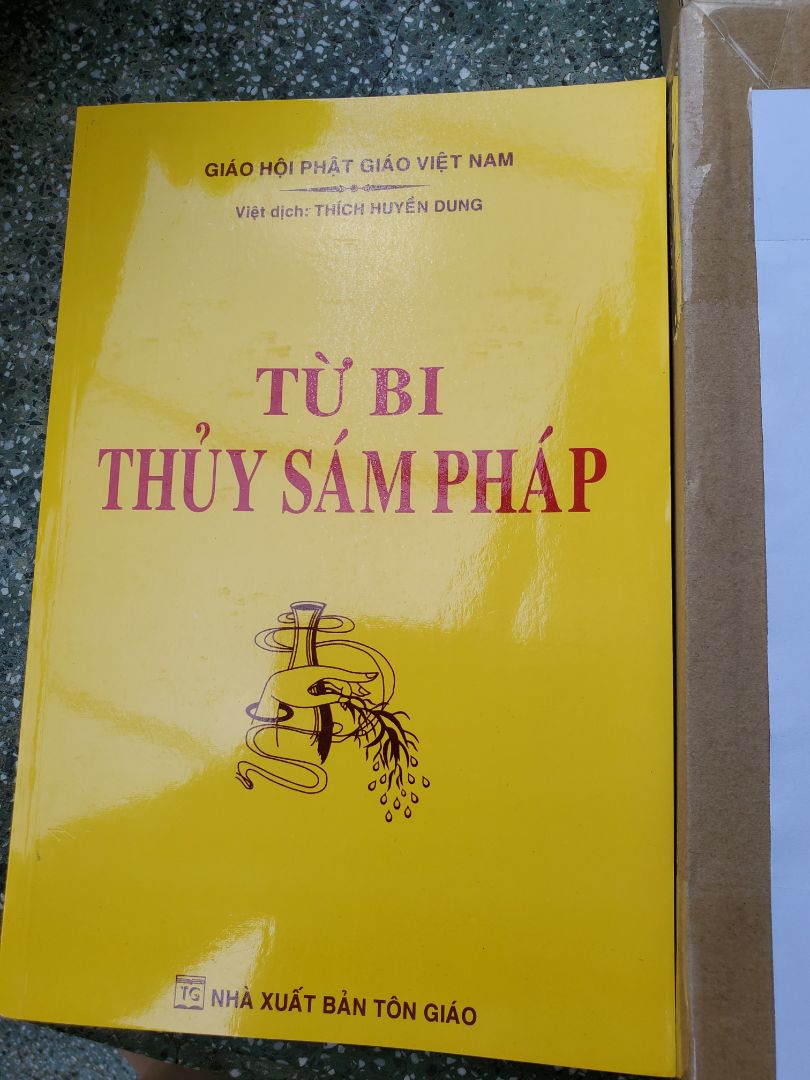 GIÁO HỘI PHẬT GIÁO VIỆT NAM
Việt dịch: THÍCH HUYỀN DUNG
TỪ BI
THỦY SÁM PHÁP
TG NHÀ XUẤT BẢN TÔN GIÁO